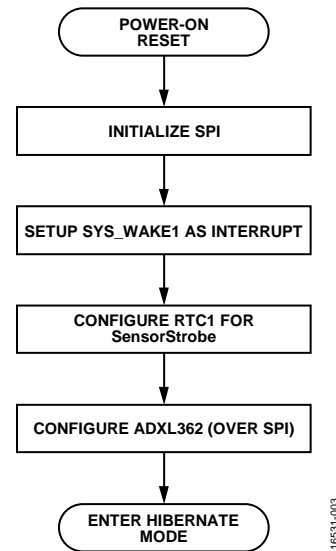 POWER-ON
RESET
INITIALIZE SPI
SETUP SYS_WAKE1 AS INTERRUPT
CONFIGURE RTC1 FOR
SensorStrobe
CONFIGURE ADXL362 (OVER SPI)
ENTER HIBERNATE
MODE
16531-003